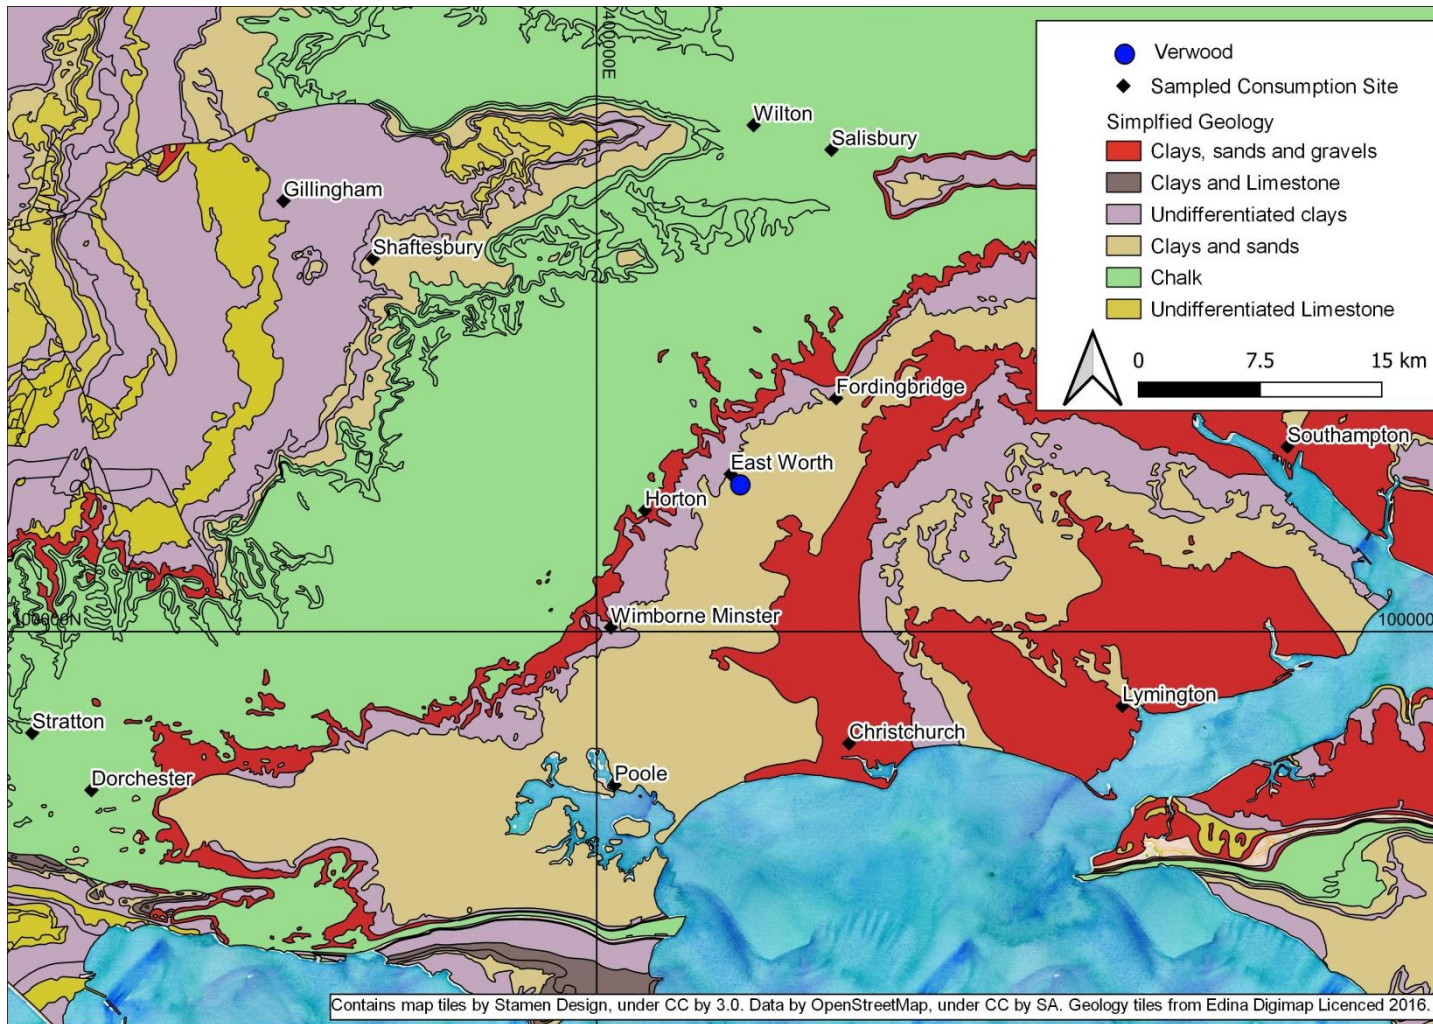 400000E
Verwood
Sampled Consumption Site
Simplfied Geology
Clays, sands and gravels
Clays and Limestone
Undifferentiated clays
Clays and sands
Chalk
Undifferentiated Limestone
0 7.5 15 km
Wilton
Salisbury
Gillingham
Shaftesbury
Fordingbridge
Southampton
East Worth
Horton
100000N
Wimborne Minster
100000
Lymington
Stratton
Christchurch
Dorchester
Poole
Contains map tiles by Stamen Design, under CC by 3.0. Data by OpenStreetMap, under CC by SA. Geology tiles from Edina Digimap Licenced 2016.